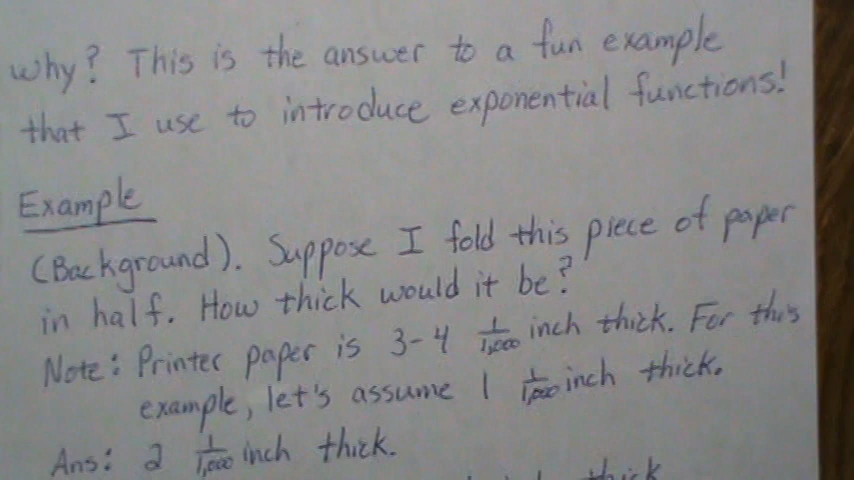 Why? This is the answer to a fun example
that I use to introduce exponential functions!
Example
(Background). Suppose I fold this piece of paper
in half. How thick would it be?
Note: Printer paper is 3-4 1/1,000 inch thick. For this
example, let's assume 1 1/1,000 inch thick.
Ans: 2 1/1,000 inch thick.
thick